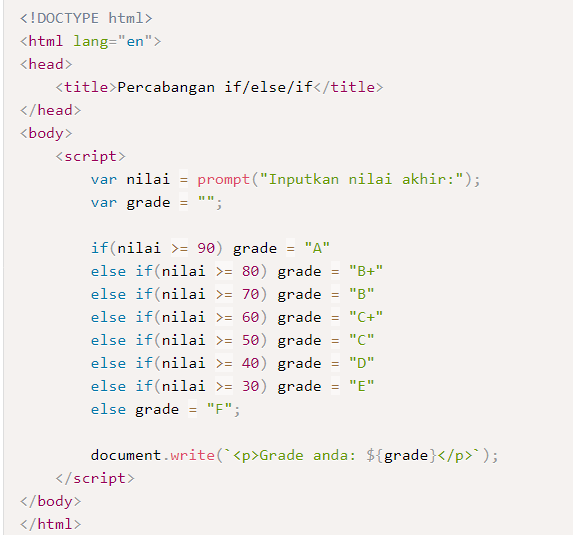 <!DOCTYPE html>
<html lang="en">
<head>
    <title>Percabangan if/else/if</title>
</head>
<body>
    <script>
        var nilai = prompt("Inputkan nilai akhir:");
        var grade = "";

        if(nilai >= 90) grade = "A"
        else if(nilai >= 80) grade = "B+"
        else if(nilai >= 70) grade = "B"
        else if(nilai >= 60) grade = "C+"
        else if(nilai >= 50) grade = "C"
        else if(nilai >= 40) grade = "D"
        else if(nilai >= 30) grade = "E"
        else grade = "F";

        document.write(`<p>Grade anda: ${grade}</p>`);
    </script>
</body>
</html>